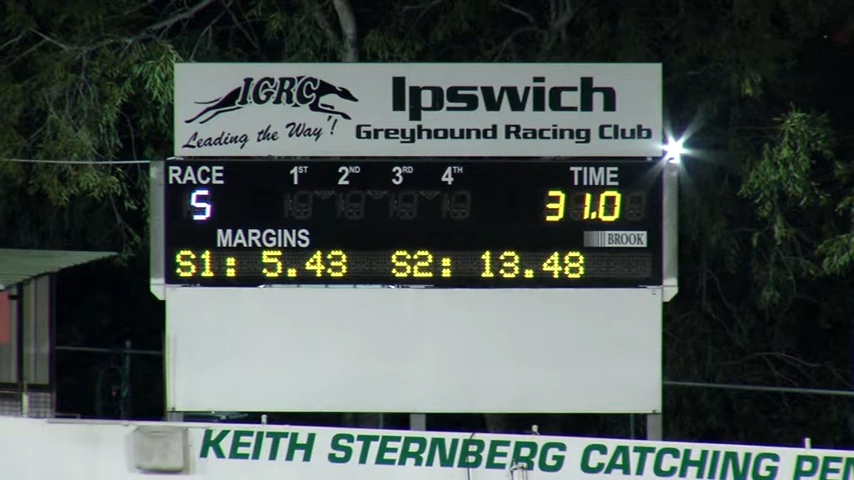 IGRC
Leading the Way!
Ipswich
Greyhound Racing Club
RACE 1ST 2ND 3RD 4TH TIME
5 31.0
MARGINS BROOK
S1: 5.43 S2: 13.48
KEITH STERNBERG CATCHING PEN